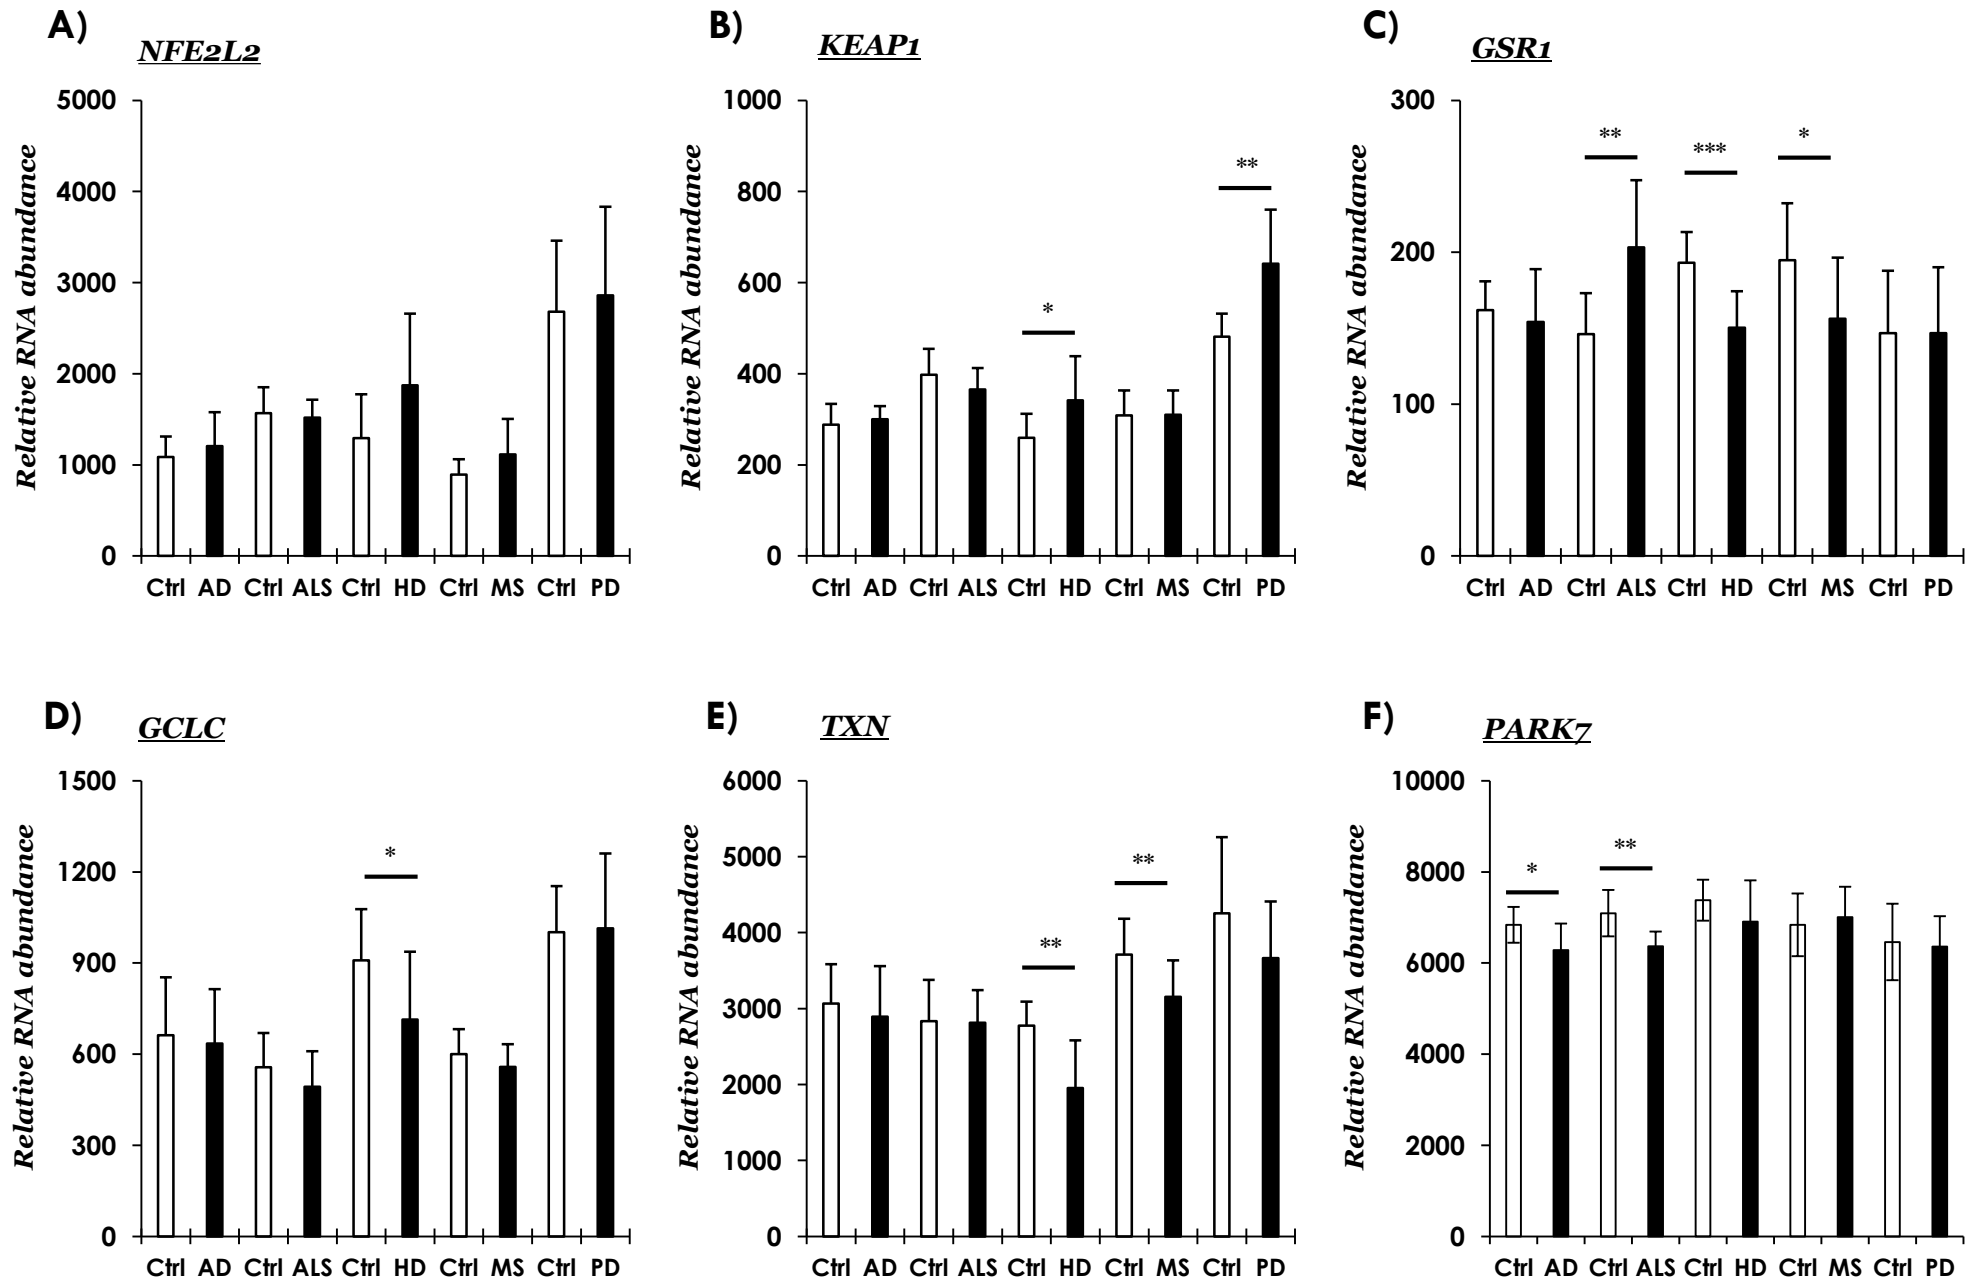 A)
NFE2L2
Relative RNA abundance
5000
4000
3000
2000
1000
0
Ctrl AD Ctrl ALS Ctrl HD Ctrl MS Ctrl PD
B)
KEAP1
Relative RNA abundance
1000
800
600
400
200
0
*
**
Ctrl AD Ctrl ALS Ctrl HD Ctrl MS Ctrl PD
C)
GSR1
Relative RNA abundance
300
200
100
0
**
***
*
Ctrl AD Ctrl ALS Ctrl HD Ctrl MS Ctrl PD
D)
GCLC
Relative RNA abundance
1500
1200
900
600
300
0
*
Ctrl AD Ctrl ALS Ctrl HD Ctrl MS Ctrl PD
E)
TXN
Relative RNA abundance
6000
5000
4000
3000
2000
1000
0
**
**
Ctrl AD Ctrl ALS Ctrl HD Ctrl MS Ctrl PD
F)
PARK7
Relative RNA abundance
10000
8000
6000
4000
2000
0
*
**
Ctrl AD Ctrl ALS Ctrl HD Ctrl MS Ctrl PD